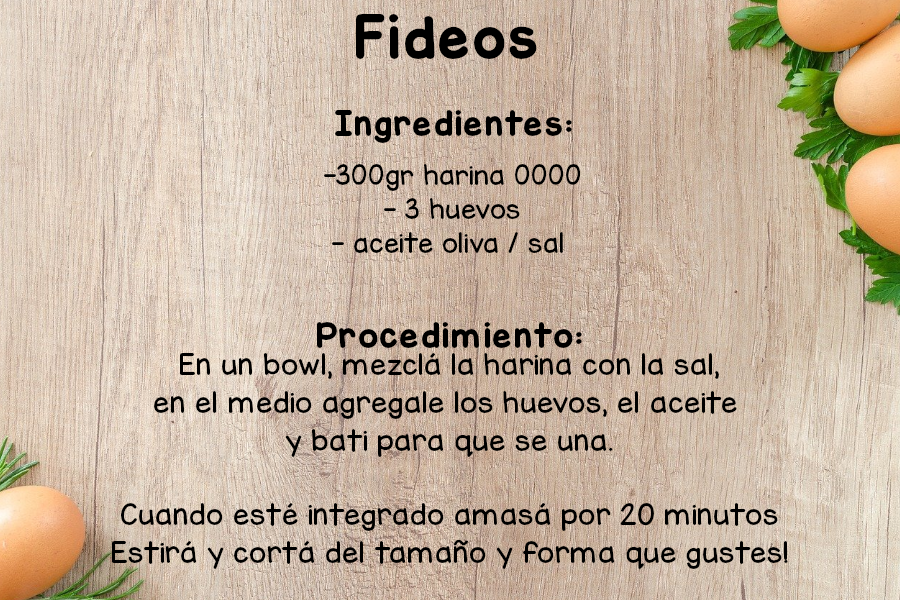 Fideos
Ingredientes:
-300gr harina 0000
- 3 huevos
- aceite oliva / sal
Procedimiento:
En un bowl, mezclá la harina con la sal,
en el medio agregale los huevos, el aceite
y bati para que se una.
Cuando esté integrado amasá por 20 minutos
Estirá y cortá del tamaño y forma que gustes!